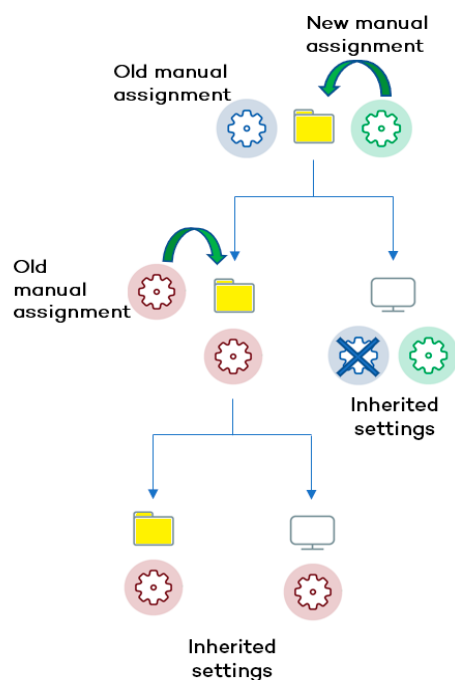 New manual
assignment
Old manual
assignment
Old
manual
assignment
Inherited
settings
Inherited
settings